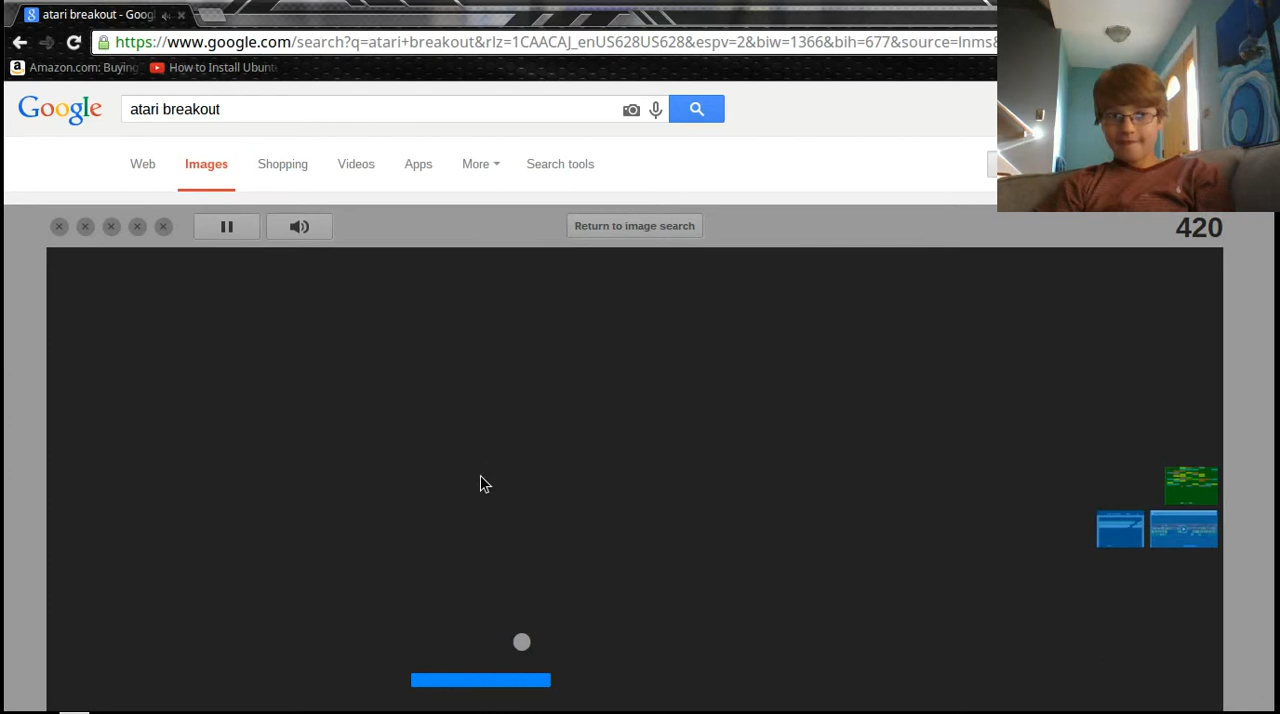 atari breakout - Googl
https://www.google.com/search?q=atari+breakout&rlz=1CAACAJ_enUS628US628&espv=2&biw=1366&bih=677&source=lnms&
Amazon.com: Buying
How to Install Ubunt
Google
atari breakout
Web Images Shopping Videos Apps More Search tools
Return to image search
420